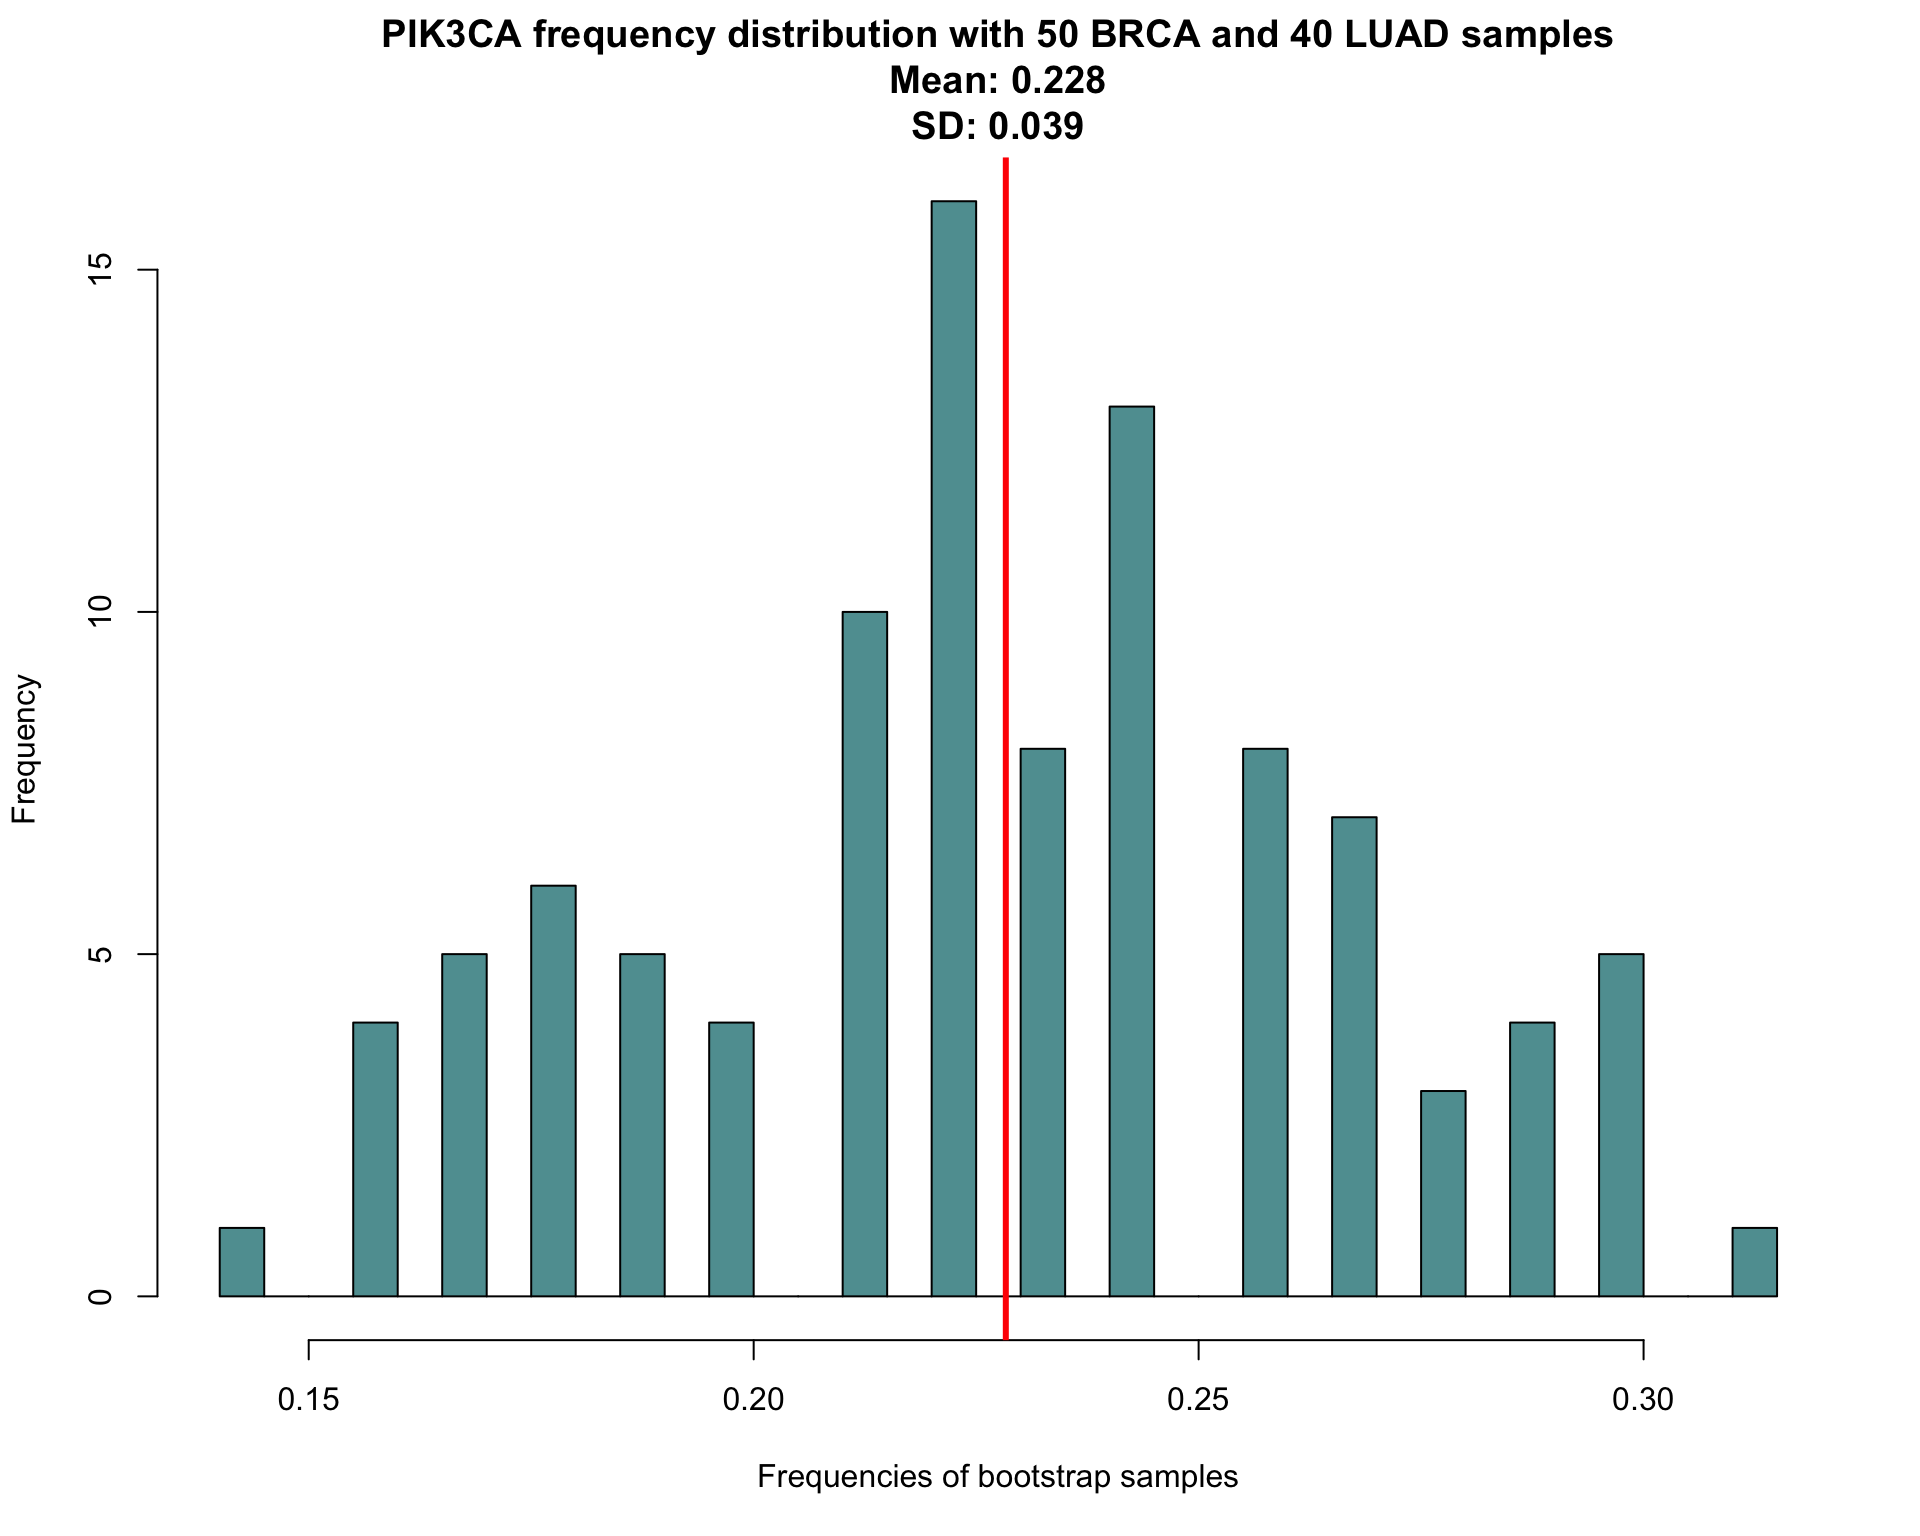 PIK3CA frequency distribution with 50 BRCA and 40 LUAD samples
Mean: 0.228
SD: 0.039
Frequency
15
10
5
0
0.15
0.20
0.25
0.30
Frequencies of bootstrap samples